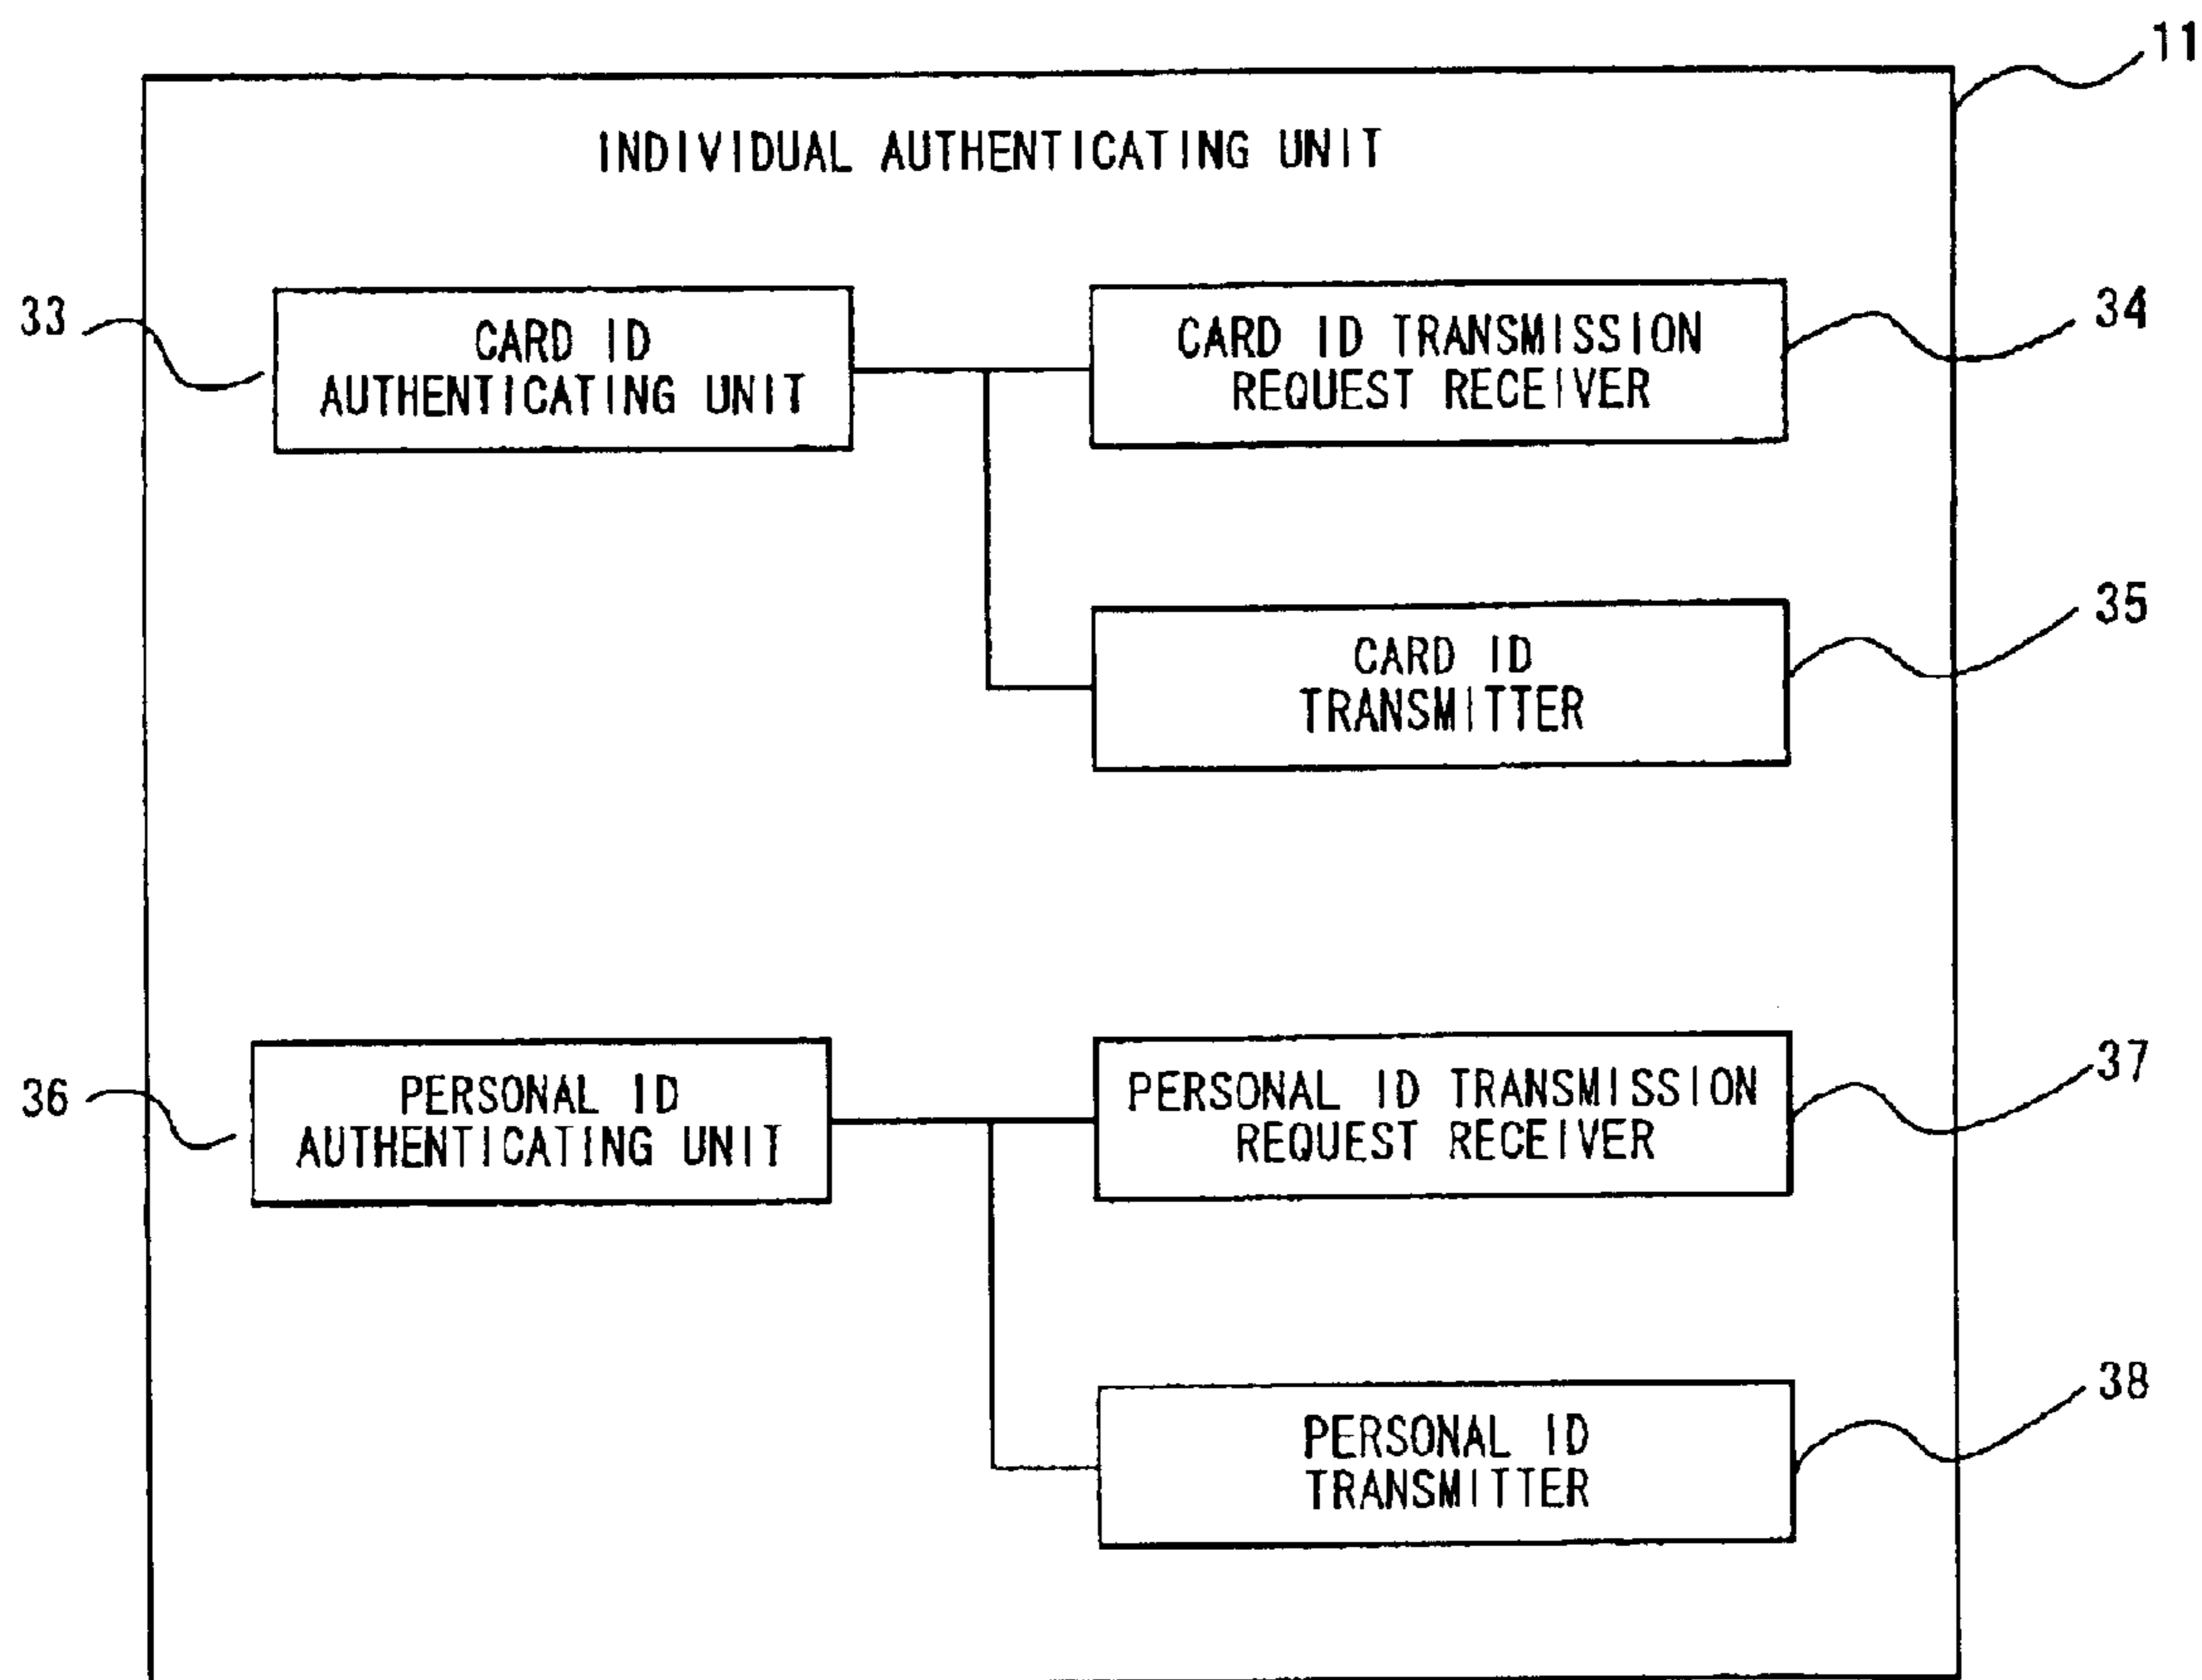 11
INDIVIDUAL AUTHENTICATING UNIT
33
CARD ID
AUTHENTICATING UNIT
CARD ID TRANSMISSION
REQUEST RECEIVER
34
CARD ID
TRANSMITTER
35
36
PERSONAL ID
AUTHENTICATING UNIT
PERSONAL ID TRANSMISSION
REQUEST RECEIVER
37
PERSONAL ID
TRANSMITTER
38